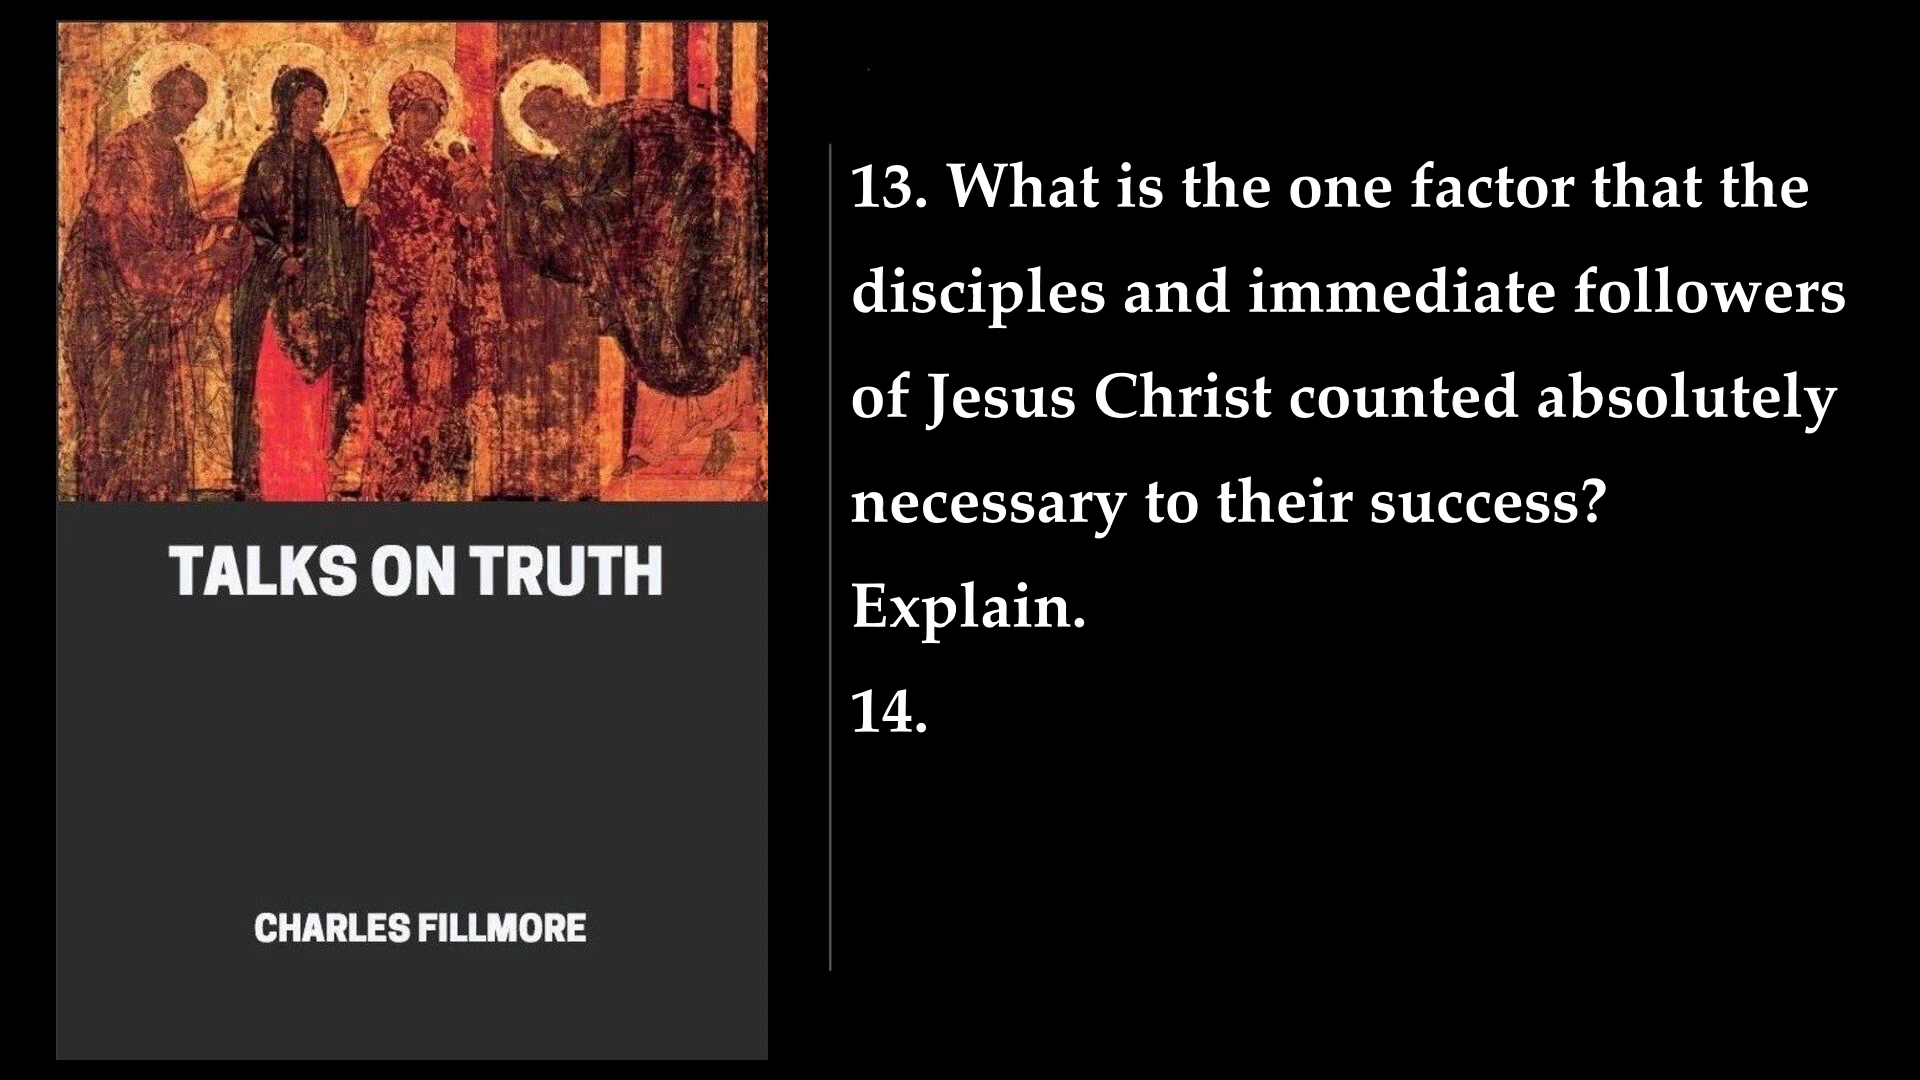 TALKS ON TRUTH
CHARLES FILLMORE
13. What is the one factor that the
disciples and immediate followers
of Jesus Christ counted absolutely
necessary to their success?
Explain.
14.